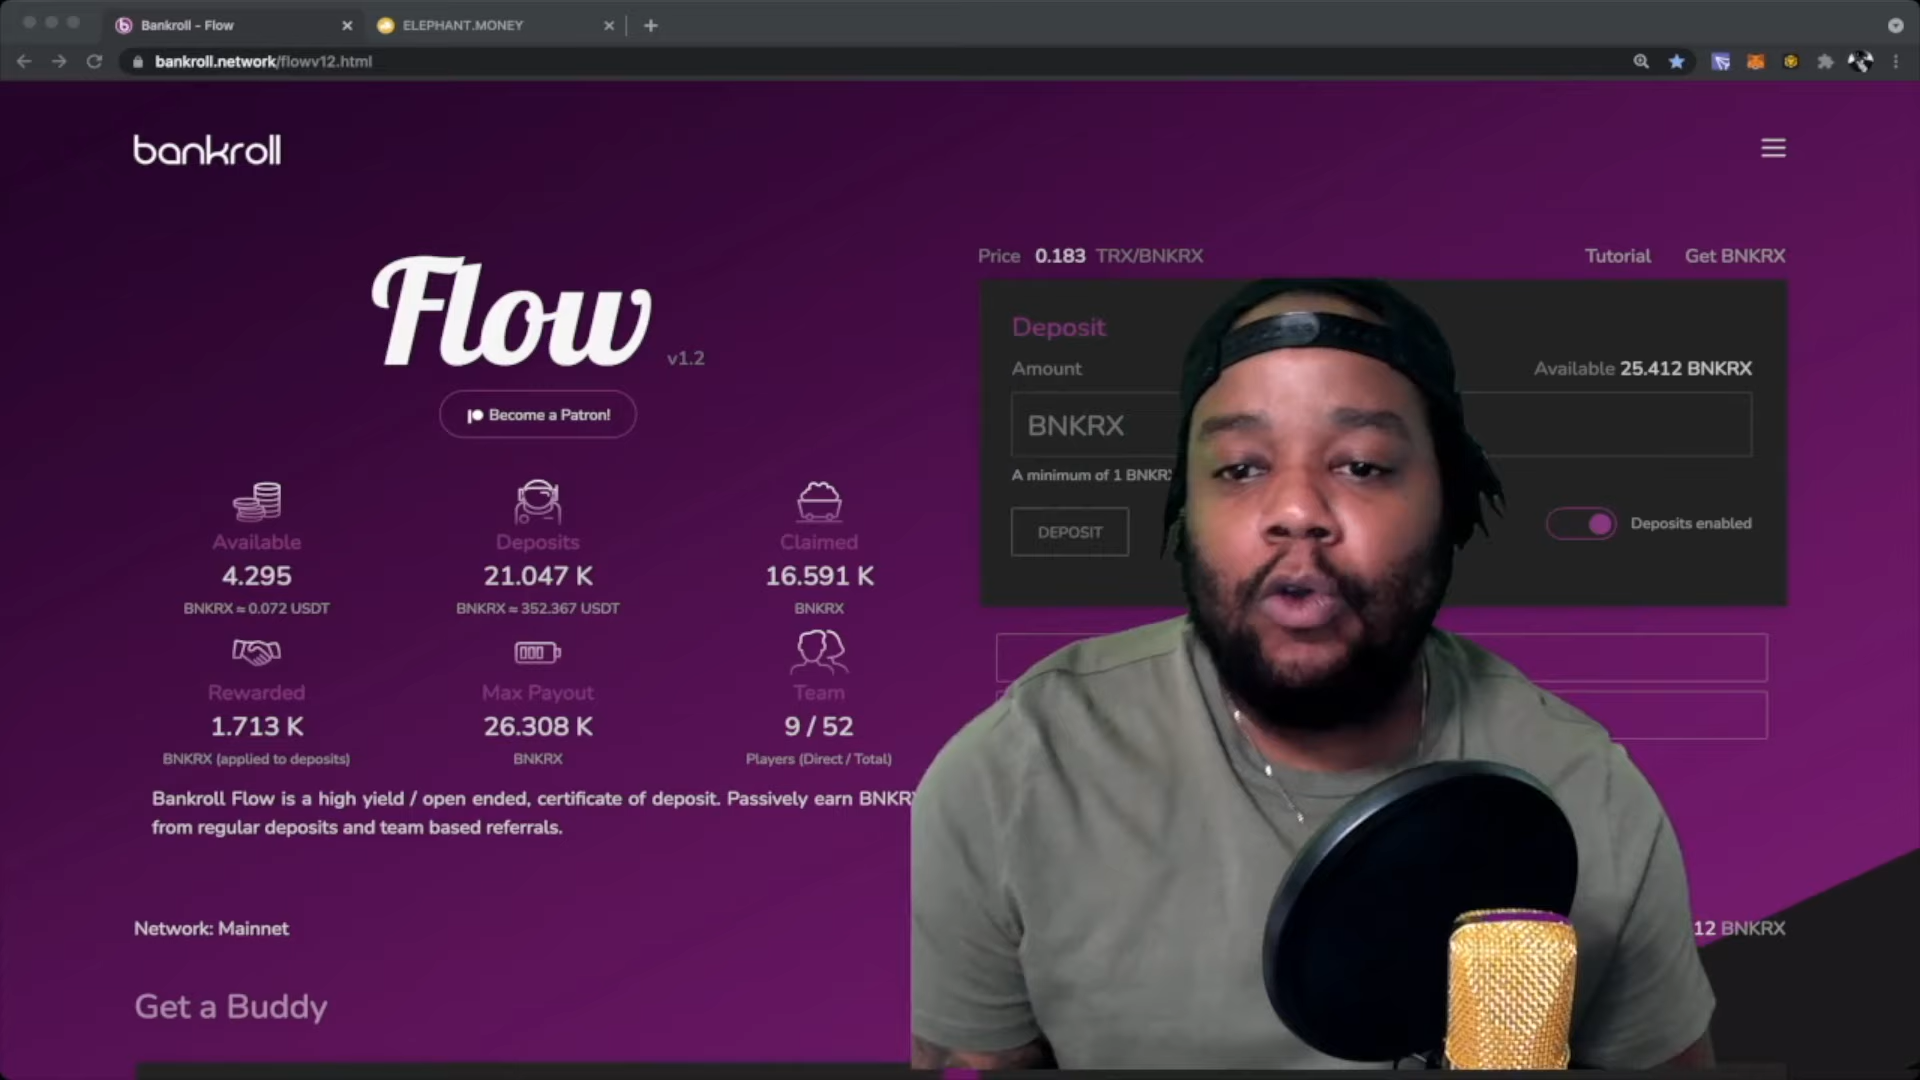 Bankroll - Flow
ELEPHANT.MONEY
bankroll.network/flowv12.html
bankroll
Flow
v1.2
Become a Patron!
Available
4.295
BNKRX ≈ 0.072 USDT
Deposits
21.047 K
BNKRX ≈ 352.367 USDT
Claimed
16.591 K
BNKRX
Rewarded
1.713 K
BNKRX (applied to deposits)
Max Payout
26.308 K
BNKRX
Team
9 / 52
Players (Direct / Total)
Bankroll Flow is a high yield / open ended, certificate of deposit. Passively earn BNKRX
from regular deposits and team based referrals.
Price 0.183 TRX/BNKRX
Tutorial
Get BNKRX
Deposit
Amount
Available 25.412 BNKRX
BNKRX
A minimum of 1 BNKRX
DEPOSIT
Deposits enabled
Network: Mainnet
12 BNKRX
Get a Buddy